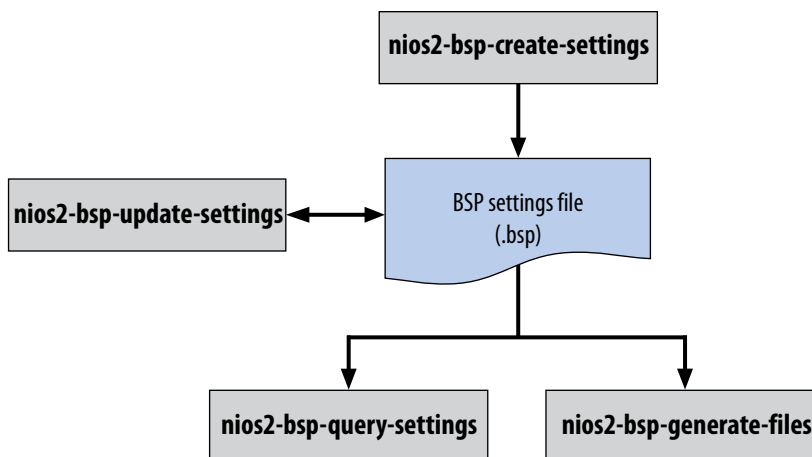 nios2-bsp-create-settings
BSP settings file
(.bsp)
nios2-bsp-update-settings
nios2-bsp-query-settings
nios2-bsp-generate-files